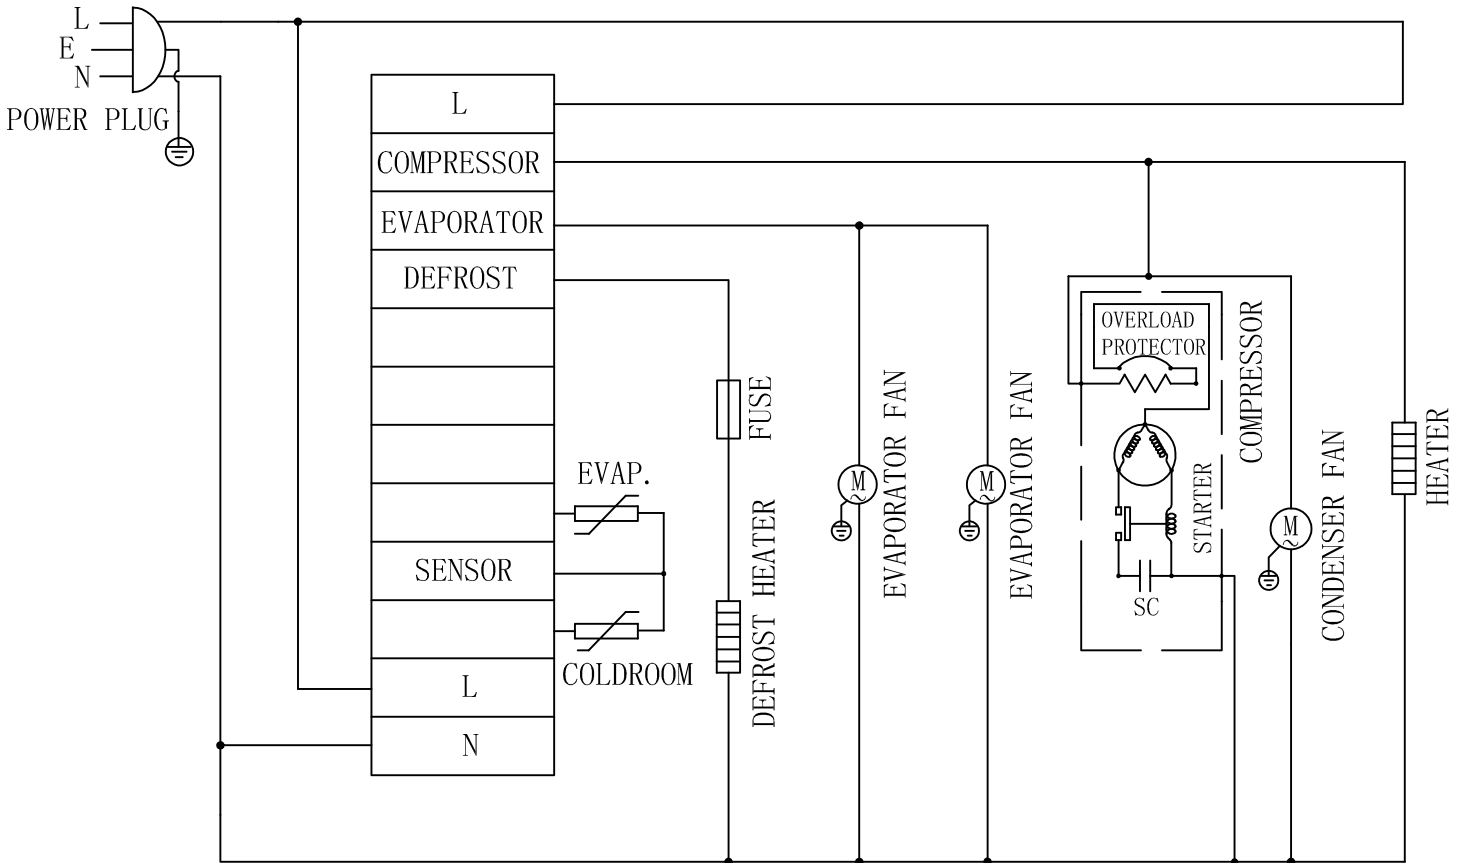 L
E
N
POWER PLUG
L
COMPRESSOR
EVAPORATOR
DEFROST
SENSOR
L
N
EVAP.
COLDROOM
FUSE
DEFROST HEATER
M
~
EVAPORATOR FAN
M
~
EVAPORATOR FAN
OVERLOAD
PROTECTOR
STARTER
SC
COMPRESSOR
M
~
CONDENSER FAN
HEATER